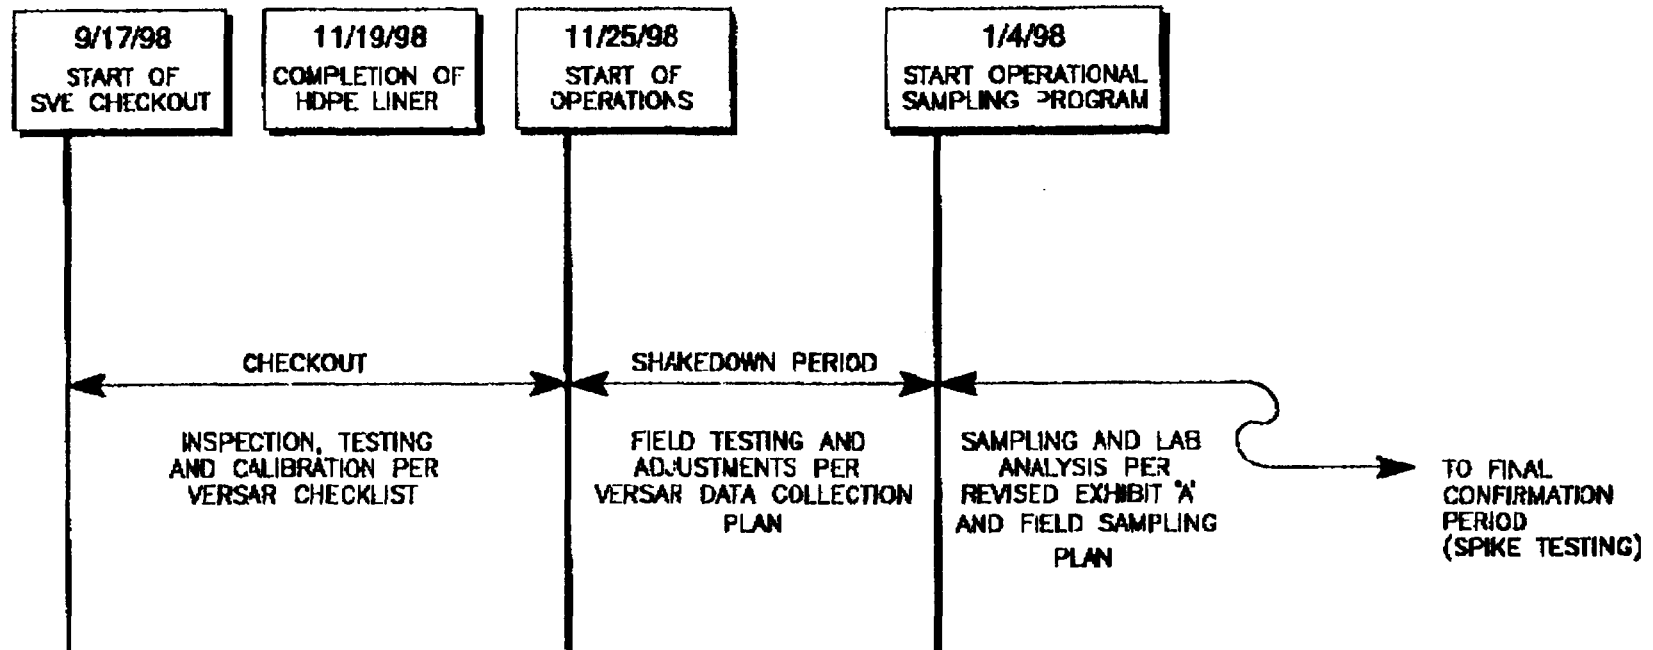 9/17/98
START OF
SVE CHECKOUT
11/19/98
COMPLETION OF
HDPE LINER
11/25/98
START OF
OPERATIONS
1/4/98
START OPERATIONAL
SAMPLING PROGRAM
CHECKOUT
SHAKEDOWN PERIOD
INSPECTION, TESTING
AND CALIBRATION PER
VERSAR CHECKLIST
FIELD TESTING AND
ADJUSTMENTS PER
VERSAR DATA COLLECTION
PLAN
SAMPLING AND LAB
ANALYSIS PER
REVISED EXHIBIT "A"
AND FIELD SAMPLING
PLAN
TO FINAL
CONFIRMATION
PERIOD
(SPIKE TESTING)